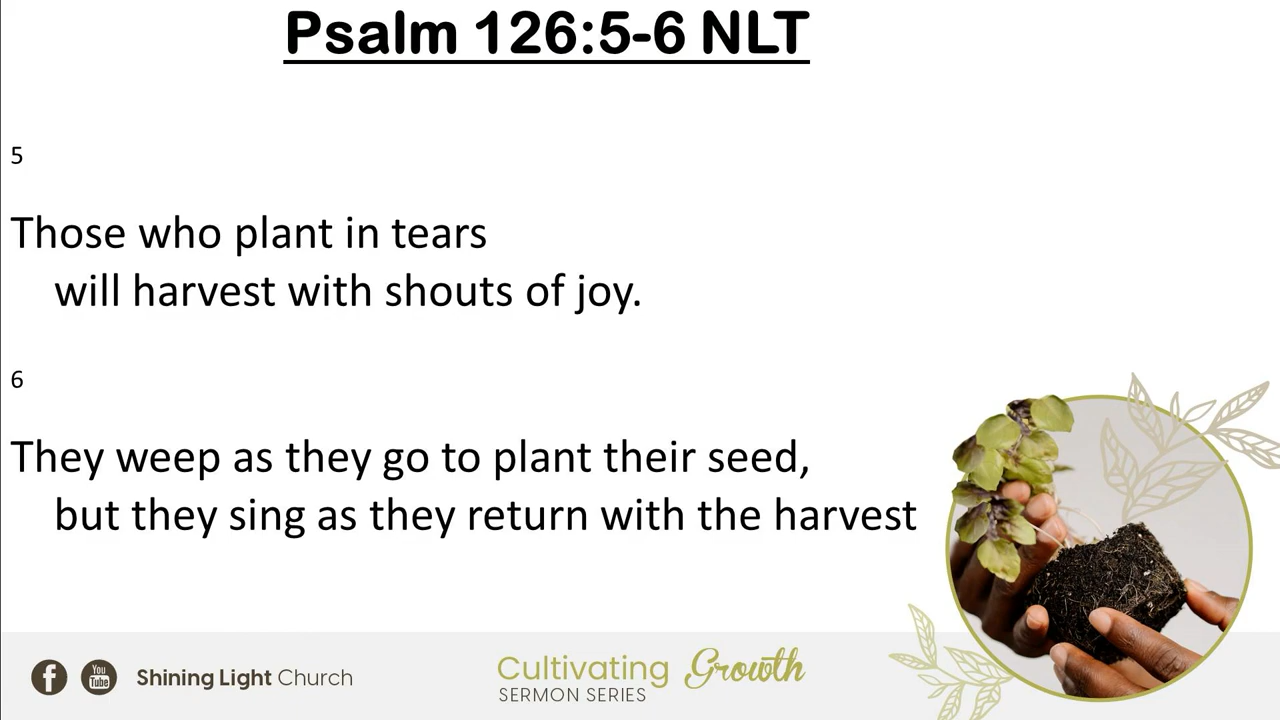 Psalm 126:5-6 NLT
5
Those who plant in tears
will harvest with shouts of joy.
6
They weep as they go to plant their seed,
but they sing as they return with the harvest
f
You
Tube
Shining Light Church
Cultivating Growth
SERMON SERIES